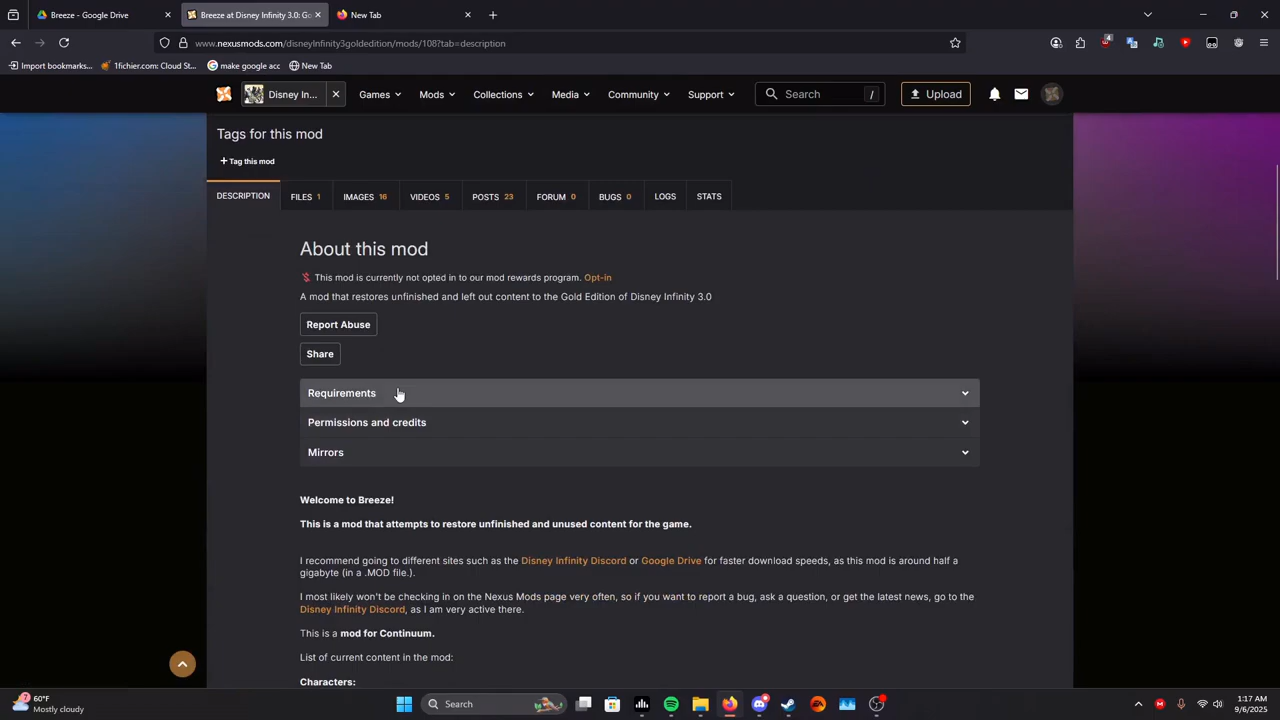 Breeze - Google Drive
Breeze at Disney Infinity 3.0: Go
New Tab
www.nexusmods.com/disneyinfinity3goldedition/mods/108?tab=description
Import bookmarks...
1fichier.com: Cloud St...
make google acc
New Tab
4
Disney In...
Games
Mods
Collections
Media
Community
Support
Search
/
Upload
Tags for this mod
+ Tag this mod
DESCRIPTION
FILES 1
IMAGES 16
VIDEOS 5
POSTS 23
FORUM 0
BUGS 0
LOGS
STATS
About this mod
This mod is currently not opted in to our mod rewards program. Opt-in
A mod that restores unfinished and left out content to the Gold Edition of Disney Infinity 3.0
Report Abuse
Share
Requirements
Permissions and credits
Mirrors
Welcome to Breeze!
This is a mod that attempts to restore unfinished and unused content for the game.
I recommend going to different sites such as the Disney Infinity Discord or Google Drive for faster download speeds, as this mod is around half a
gigabyte (in a .MOD file.).
I most likely won't be checking in on the Nexus Mods page very often, so if you want to report a bug, ask a question, or get the latest news, go to the
Disney Infinity Discord, as I am very active there.
This is a mod for Continuum.
List of current content in the mod:
Characters:
60°F
Mostly cloudy
Search
1:17 AM
9/6/2025